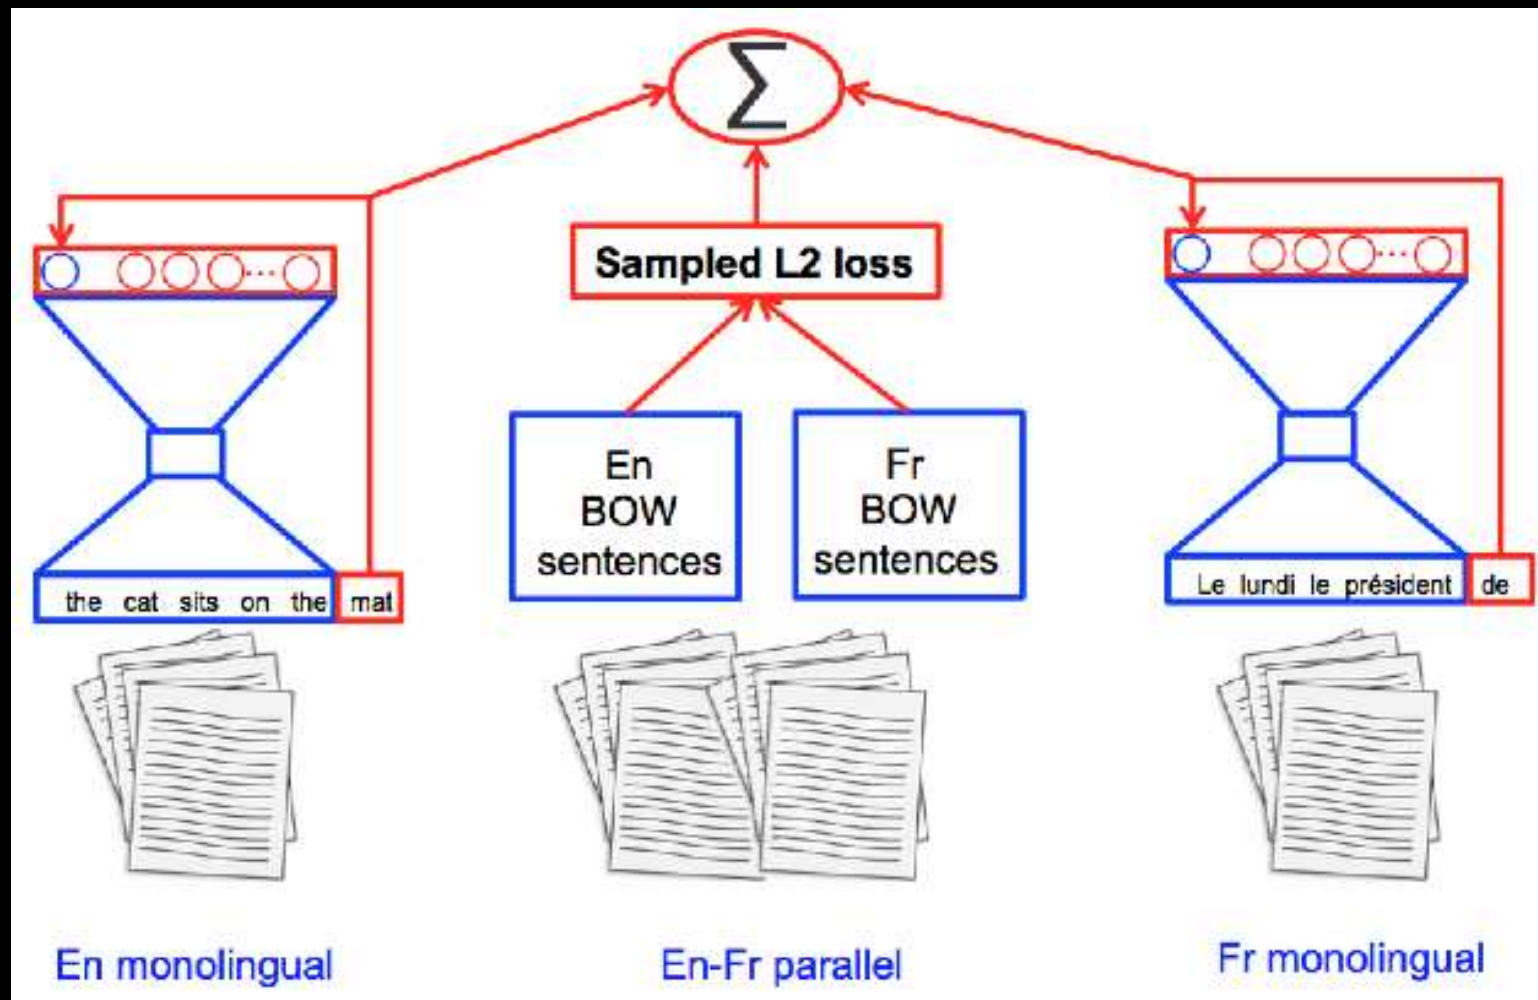 Σ
Sampled L2 loss
En
BOW
sentences
Fr
BOW
sentences
the cat sits on the mat
Le lundi le président de
En monolingual
En-Fr parallel
Fr monolingual